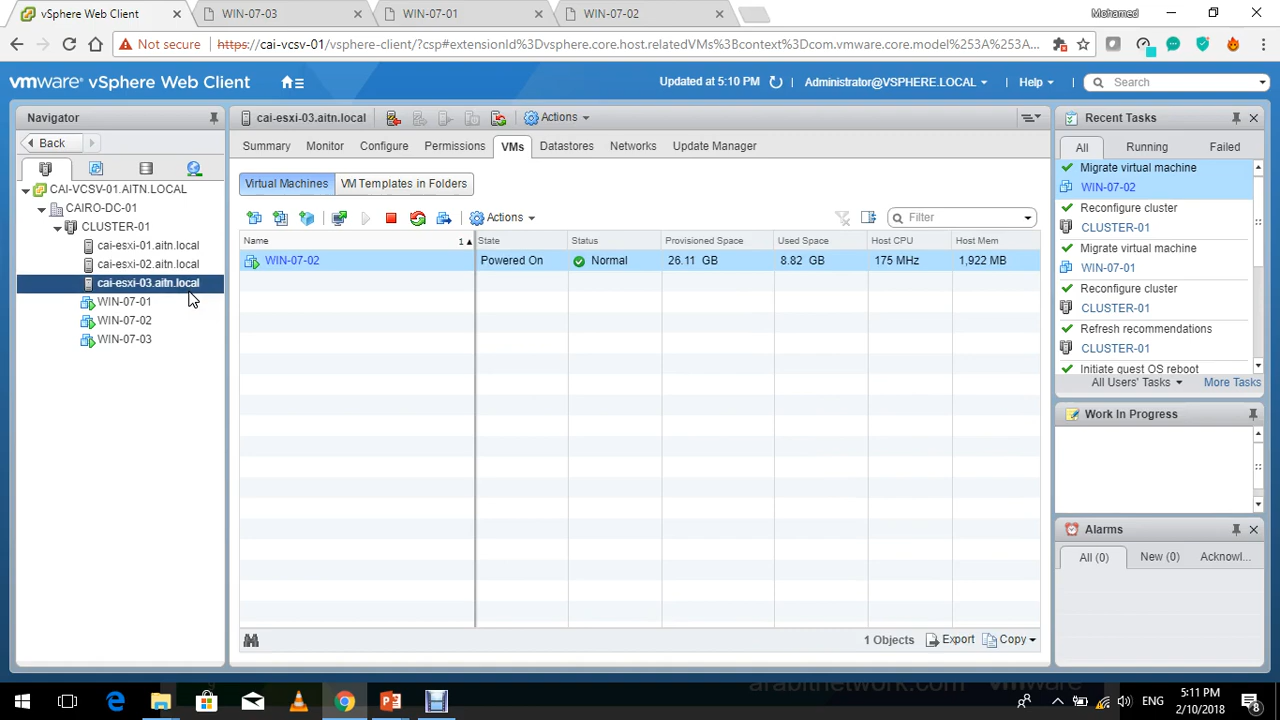 vSphere Web Client
WIN-07-03
WIN-07-01
WIN-07-02
Mohamed
Not secure
https://cai-vcsv-01/vsphere-client/?csp#extensionId%3Dvsphere.core.host.relatedVMs%3Bcontext%3Dcom.vmware.core.model%253A%253A...
vmware® vSphere Web Client
Updated at 5:10 PM
Administrator@VSPHERE.LOCAL
Help
Search
Navigator
Back
CAI-VCSV-01.AITN.LOCAL
CAIRO-DC-01
CLUSTER-01
cai-esxi-01.aitn.local
cai-esxi-02.aitn.local
cai-esxi-03.aitn.local
WIN-07-01
WIN-07-02
WIN-07-03
cai-esxi-03.aitn.local
Actions
Summary Monitor Configure Permissions VMs Datastores Networks Update Manager
Virtual Machines VM Templates in Folders
Actions
Filter
Name 1 State Status Provisioned Space Used Space Host CPU Host Mem
WIN-07-02 Powered On Normal 26.11 GB 8.82 GB 175 MHz 1,922 MB
1 Objects Export Copy
Recent Tasks
All Running Failed
Migrate virtual machine
WIN-07-02
Reconfigure cluster
CLUSTER-01
Migrate virtual machine
WIN-07-01
Reconfigure cluster
CLUSTER-01
Refresh recommendations
CLUSTER-01
Initiate guest OS reboot
All Users' Tasks More Tasks
Work In Progress
Alarms
All (0) New (0) Acknowl...
arabitnetwork.com vmware
ENG
5:11 PM
2/10/2018
8